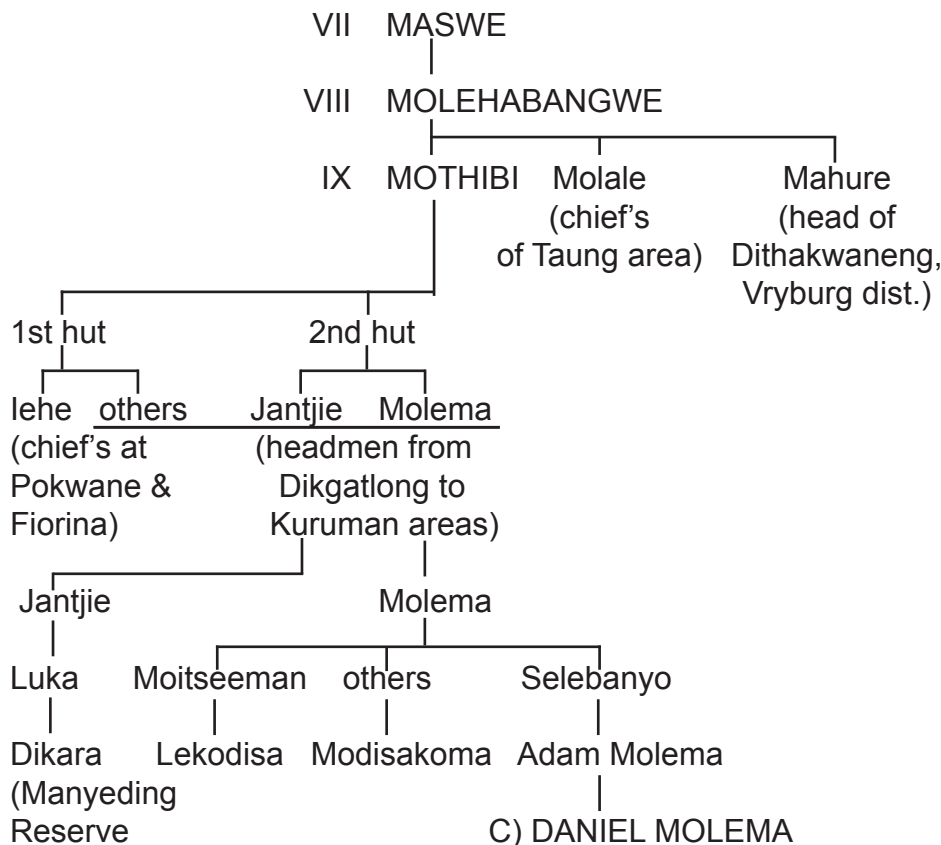 VII MASWE
VIII MOLEHABANGWE
IX MOTHIBI Molale Mahure
(chief's (head of
of Taung area) Dithakwaneng,
Vryburg dist.)
1st hut 2nd hut
Iehe others Jantjie Molema
(chief's at (headmen from
Pokwane & Dikgatlong to
Fiorina) Kuruman areas)
Jantjie Molema
Luka Moitseeman others Selebanyo
Dikara Lekodisa Modisakoma Adam Molema
(Manyeding
Reserve C) DANIEL MOLEMA